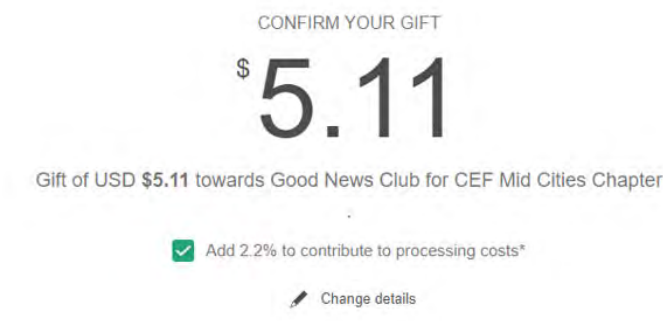 CONFIRM YOUR GIFT
$5.11
Gift of USD $5.11 towards Good News Club for CEF Mid Cities Chapter
.
Add 2.2% to contribute to processing costs*
Change details